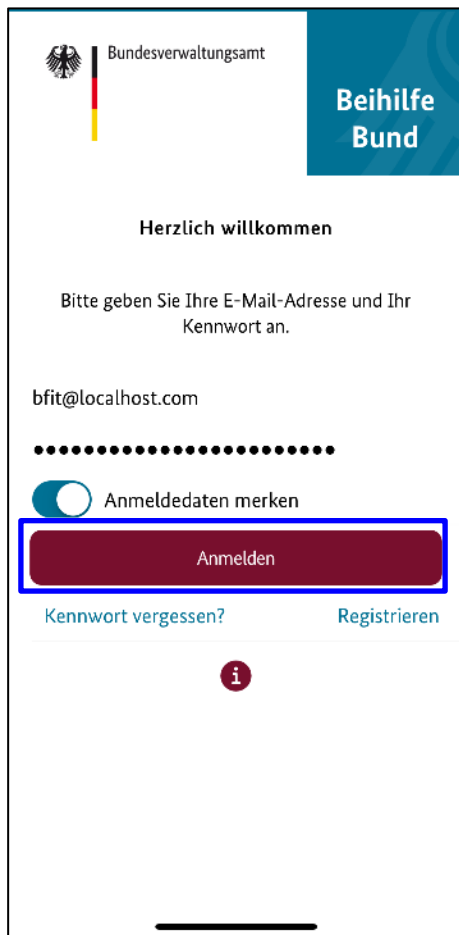 Bundesverwaltungsamt
Beihilfe
Bund
Herzlich willkommen
Bitte geben Sie Ihre E-Mail-Adresse und Ihr
Kennwort an.
bfit@localhost.com
••••••••••••••••••••••••
Anmeldedaten merken
Anmelden
Kennwort vergessen? Registrieren
i